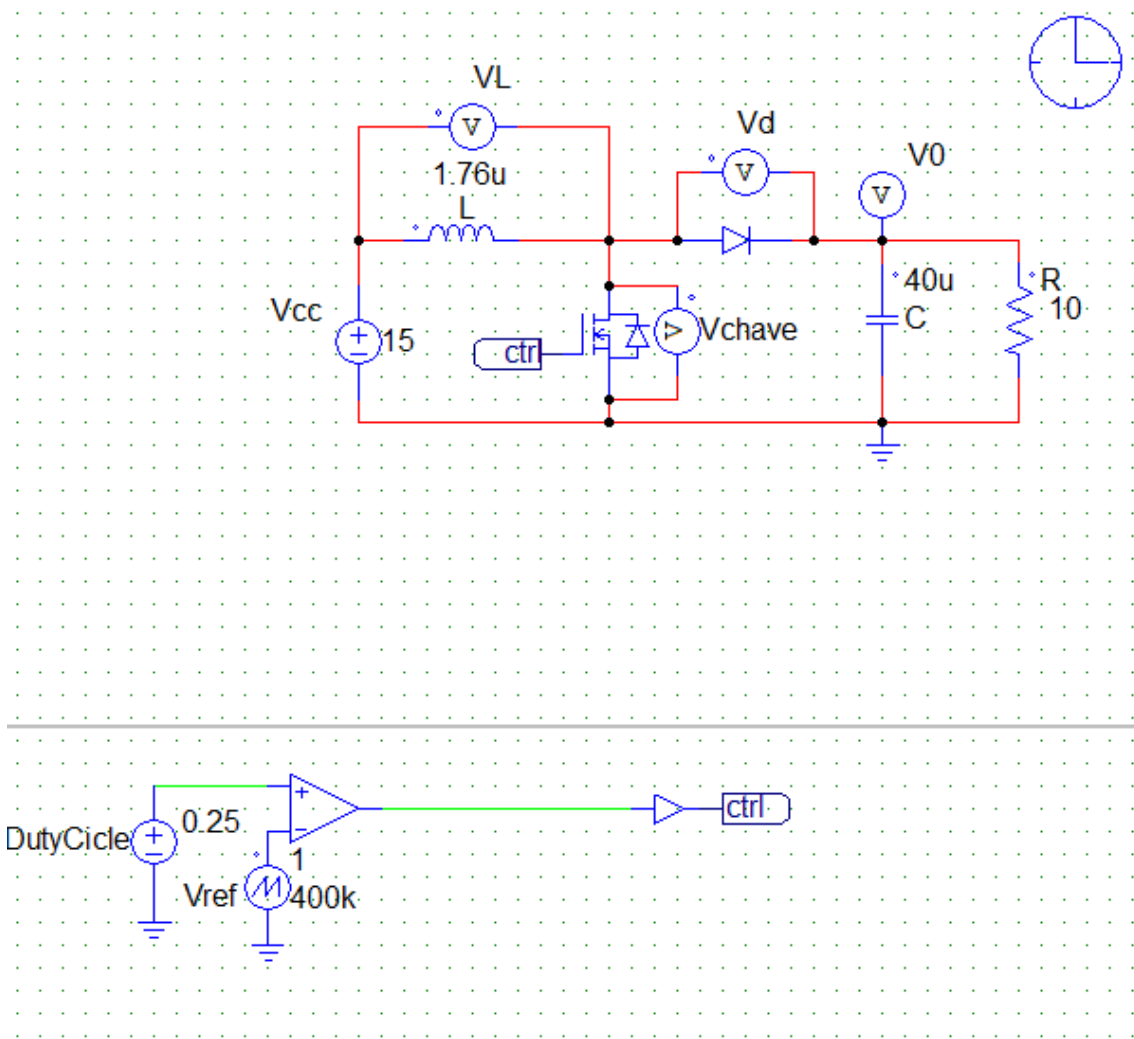 VL
V
1.76u
L
Vd
V
V0
V
Vcc
15
ctrl
V
Vchave
40u
C
R
10
DutyCicle
0.25
1
Vref
400k
ctrl